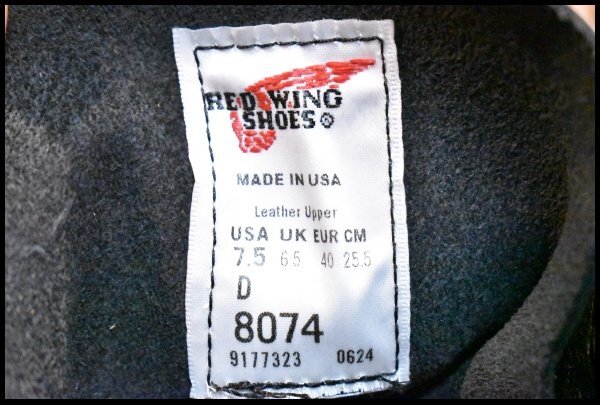 RED WING
SHOES®
MADE IN USA
Leather Upper
USA UK EUR CM
7.5 6.5 40 25.5
D
8074
9177323 0624